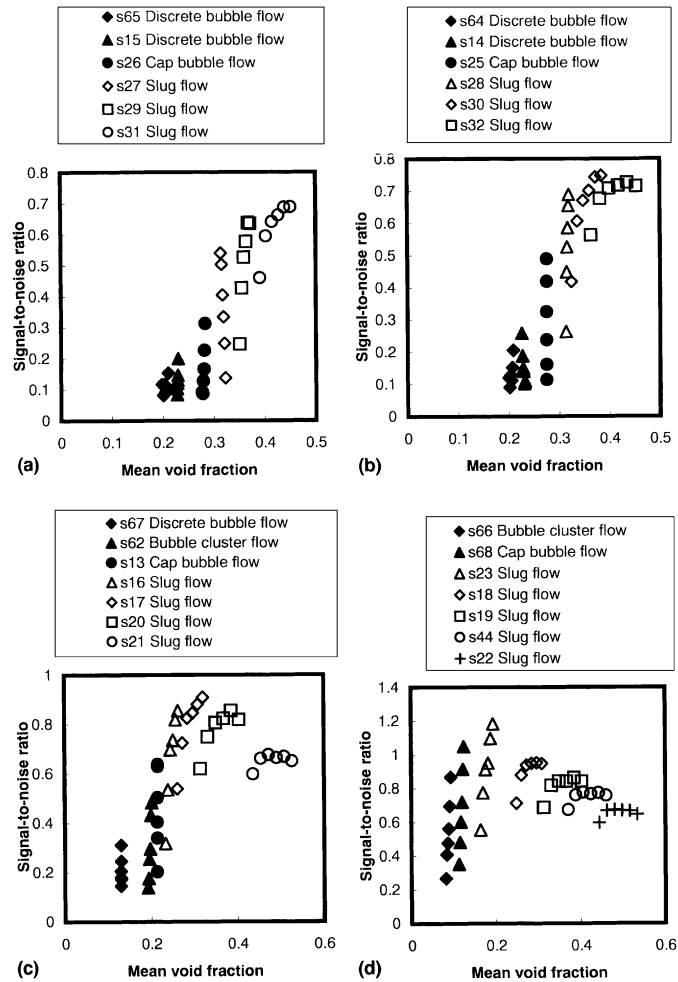 s65 Discrete bubble flow
s15 Discrete bubble flow
s26 Cap bubble flow
s27 Slug flow
s29 Slug flow
s31 Slug flow
0.8
0.7
0.6
0.5
0.4
0.3
0.2
0.1
0
Signal-to-noise ratio
0 0.1 0.2 0.3 0.4 0.5
(a) Mean void fraction
s64 Discrete bubble flow
s14 Discrete bubble flow
s25 Cap bubble flow
s28 Slug flow
s30 Slug flow
s32 Slug flow
0.8
0.7
0.6
0.5
0.4
0.3
0.2
0.1
0
Signal-to-noise ratio
0 0.1 0.2 0.3 0.4 0.5
(b) Mean void fraction
s67 Discrete bubble flow
s62 Bubble cluster flow
s13 Cap bubble flow
s16 Slug flow
s17 Slug flow
s20 Slug flow
s21 Slug flow
1
0.8
0.6
0.4
0.2
0
Signal-to-noise ratio
0 0.2 0.4 0.6
(c) Mean void fraction
s66 Bubble cluster flow
s68 Cap bubble flow
s23 Slug flow
s18 Slug flow
s19 Slug flow
s44 Slug flow
s22 Slug flow
1.4
1.2
1
0.8
0.6
0.4
0.2
0
Signal-to-noise ratio
0 0.2 0.4 0.6
(d) Mean void fraction